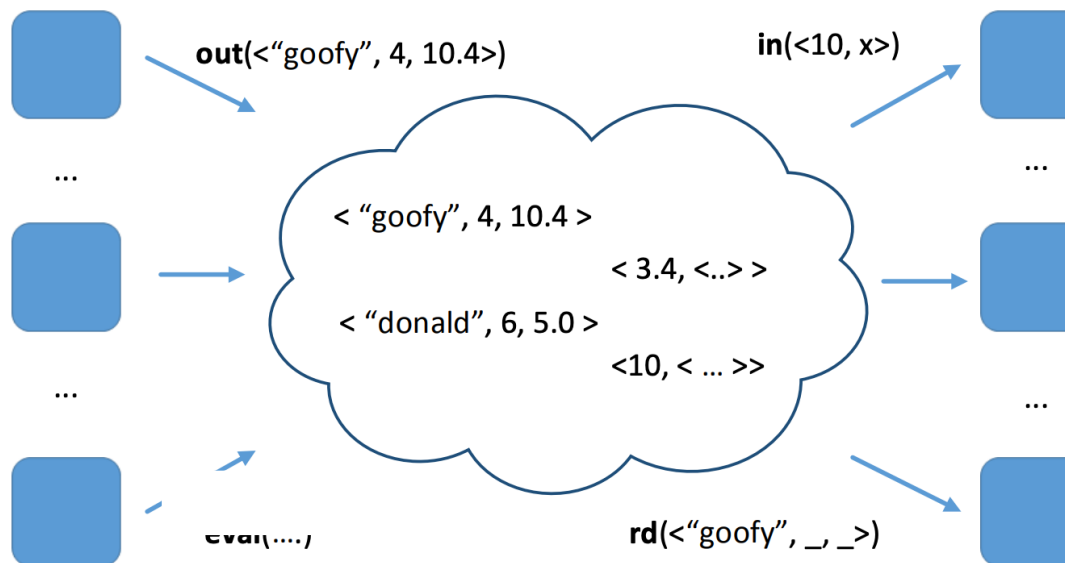 out(<“goofy”, 4, 10.4>)
in(<10, x>)
...
...
< “goofy”, 4, 10.4 >
< 3.4, <..> >
< “donald”, 6, 5.0 >
<10, < ... >>
...
...
eval(....)
rd(<“goofy”, _, _>)